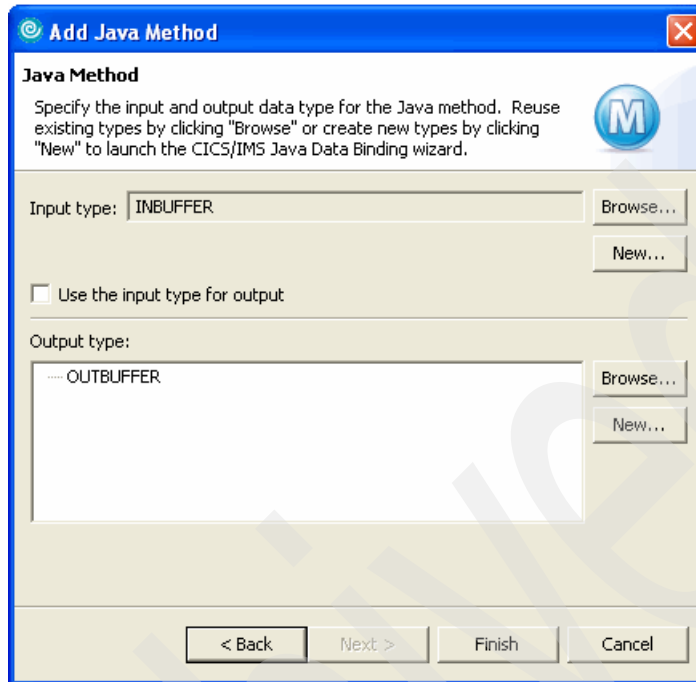 Add Java Method
Java Method
Specify the input and output data type for the Java method. Reuse
existing types by clicking "Browse" or create new types by clicking
"New" to launch the CICS/IMS Java Data Binding wizard.
M
Input type: INBUFFER Browse...
New...
Use the input type for output
Output type:
OUTBUFFER Browse...
New...
< Back Next > Finish Cancel